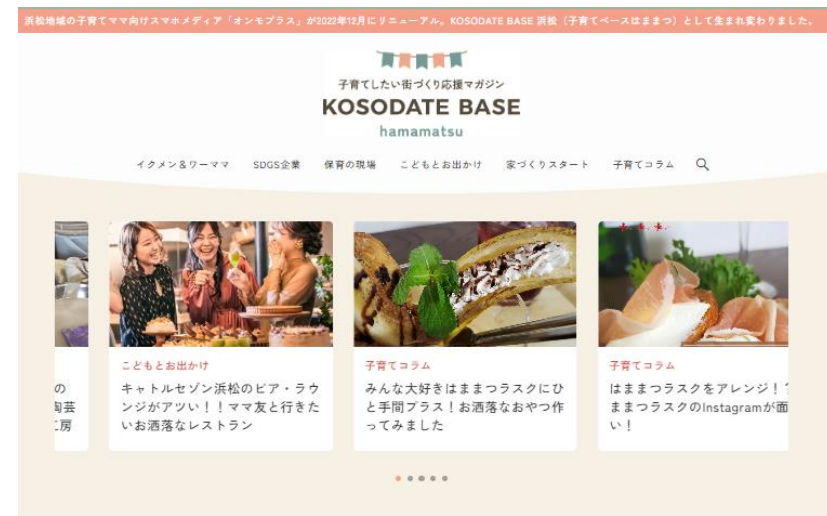 浜松地域の子育てママ向けスマホメディア「オンモプラス」が2022年12月にリニューアル。KOSODATE BASE 浜松（子育てベースはままつ）として生まれ変わりました。
子育てしたい街づくり応援マガジン
KOSODATE BASE
hamamatsu
イクメン＆ワーママ SDGS企業 保育の現場 こどもとお出かけ 家づくりスタート 子育てコラム
の
陶芸
工房
こどもとお出かけ
キャトルセゾン浜松のビア・ラウ
ンジがアツい！！ママ友と行きた
いお洒落なレストラン
子育てコラム
みんな大好きはままつラスクにひ
と手間プラス！お洒落なおやつ作
ってみました
子育てコラム
はままつラスクをアレンジ！？
ままつラスクのInstagramが面
い！